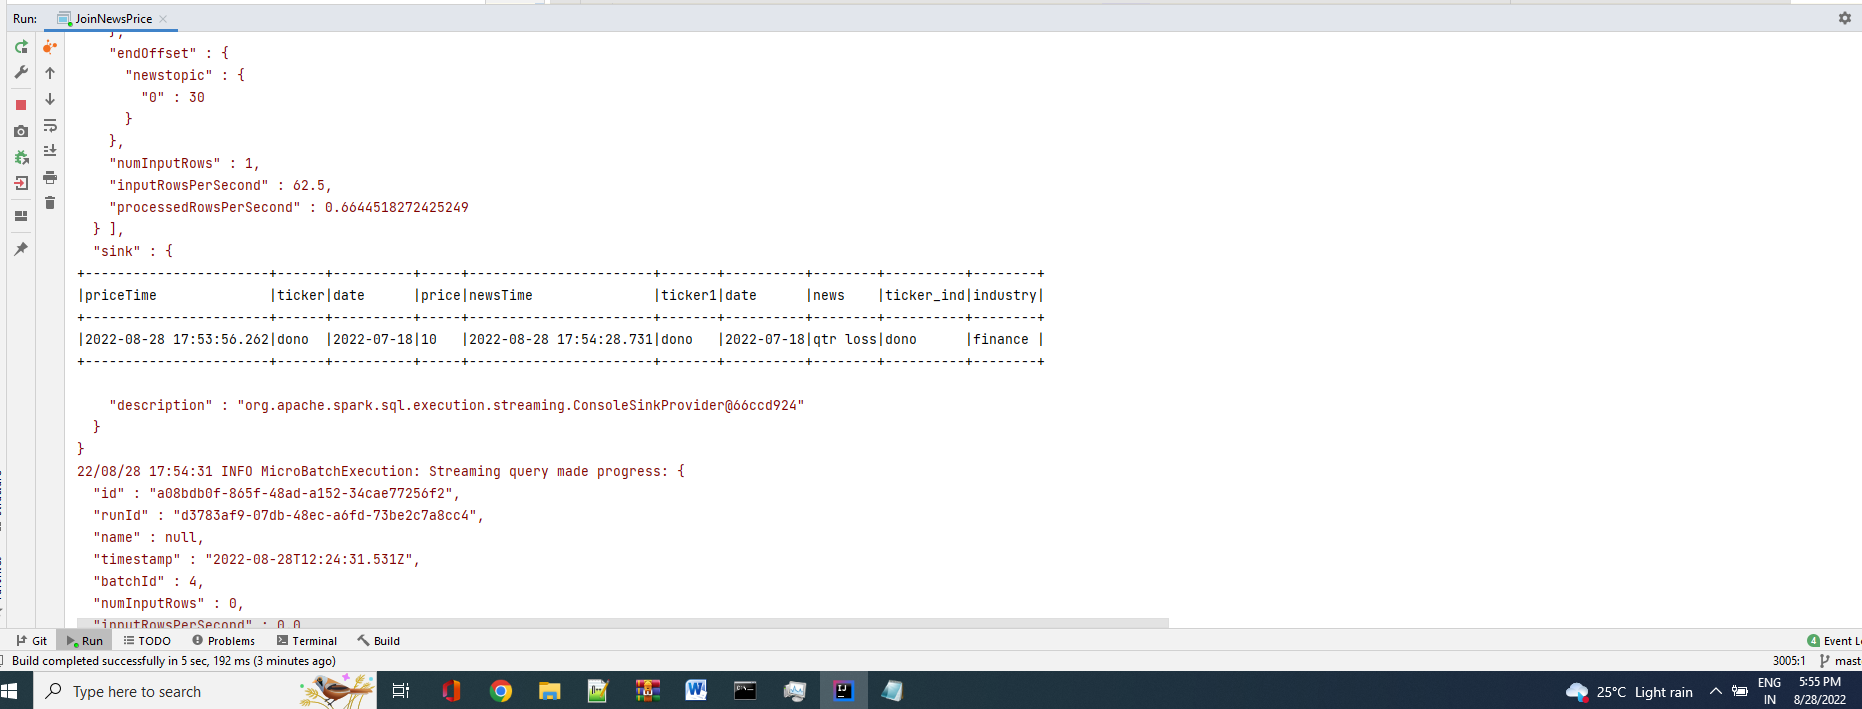 Run: JoinNewsPrice
},
"endOffset" : {
"newstopic" : {
"0" : 30
}
},
"numInputRows" : 1,
"inputRowsPerSecond" : 62.5,
"processedRowsPerSecond" : 0.6644518272425249
} ],
"sink" : {
+-----------------------+------+----------+-----+-----------------------+-------+----------+--------+----------+--------+
|priceTime |ticker|date |price|newsTime |ticker1|date |news |ticker_ind|industry|
+-----------------------+------+----------+-----+-----------------------+-------+----------+--------+----------+--------+
|2022-08-28 17:53:56.262|dono |2022-07-18|10 |2022-08-28 17:54:28.731|dono |2022-07-18|qtr loss|dono |finance |
+-----------------------+------+----------+-----+-----------------------+-------+----------+--------+----------+--------+
"description" : "org.apache.spark.sql.execution.streaming.ConsoleSinkProvider@66ccd924"
}
}
22/08/28 17:54:31 INFO MicroBatchExecution: Streaming query made progress: {
"id" : "a08bdb0f-865f-48ad-a152-34cae77256f2",
"runId" : "d3783af9-07db-48ec-a6fd-73be2c7a8cc4",
"name" : null,
"timestamp" : "2022-08-28T12:24:31.531Z",
"batchId" : 4,
"numInputRows" : 0,
"inputRowsPerSecond" : 0.0
Git Run TODO Problems Terminal Build 4 Event L
Build completed successfully in 5 sec, 192 ms (3 minutes ago) 3005:1 mast
Type here to search 25°C Light rain ENG IN 5:55 PM 8/28/2022